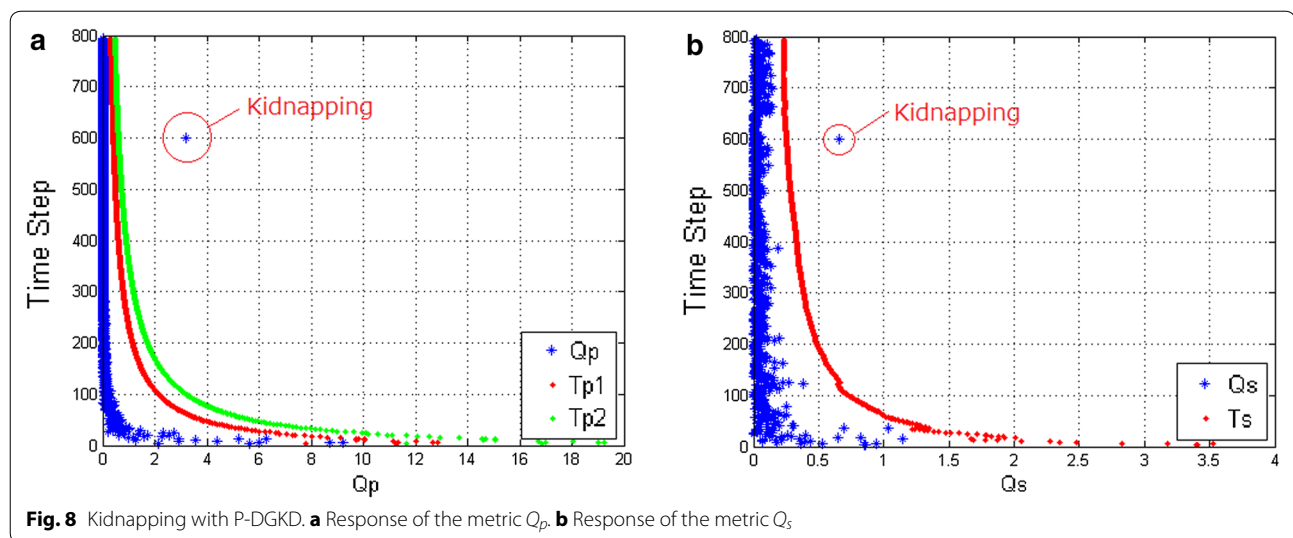 a
800
700
600
500
400
300
200
100
0
Time Step
Kidnapping
Qp
Tp1
Tp2
0 2 4 6 8 10 12 14 16 18 20
Qp
b
800
700
600
500
400
300
200
100
0
Time Step
Kidnapping
Qs
Ts
0 0.5 1 1.5 2 2.5 3 3.5 4
Qs
Fig. 8 Kidnapping with P-DGKD. a Response of the metric Qp. b Response of the metric Qs